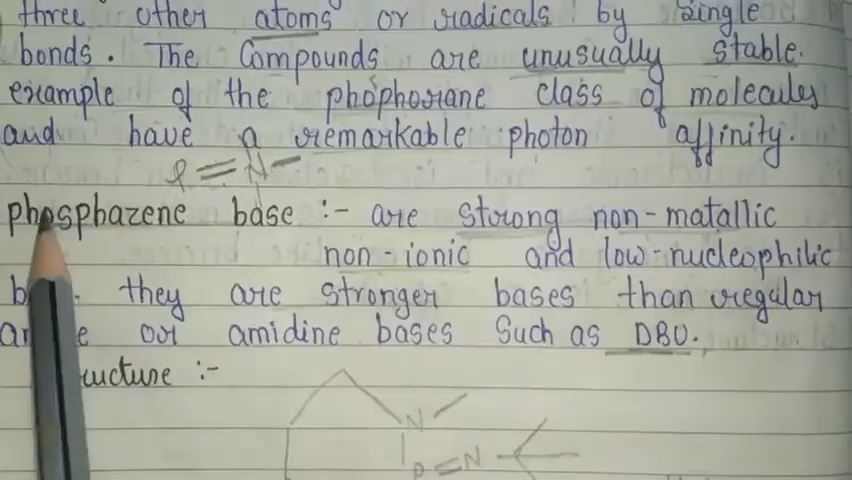 three other atoms or radicals by single
bonds. The Compounds are unusually stable.
example of the phophorane class of molecules
and have a remarkable photon affinity.
P=N-
phosphazene base :- are strong non-matallic
non-ionic and low-nucleophilic
they are stronger bases than regular
or amidine bases Such as DBU.
ucture :-
N
P=N